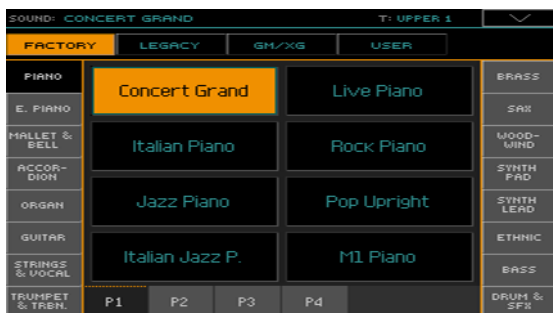 SOUND: CONCERT GRAND T: UPPER 1
FACTORY LEGACY GM/XG USER
PIANO
E. PIANO
MALLET &
BELL
ACCOR-
DION
ORGAN
GUITAR
STRINGS
& VOCAL
TRUMPET
& TRBN.
Concert Grand
Live Piano
Italian Piano
Rock Piano
Jazz Piano
Pop Upright
Italian Jazz P.
M1 Piano
P1 P2 P3 P4
BRASS
SAX
WOOD-
WIND
SYNTH
PAD
SYNTH
LEAD
ETHNIC
BASS
DRUM &
SFX